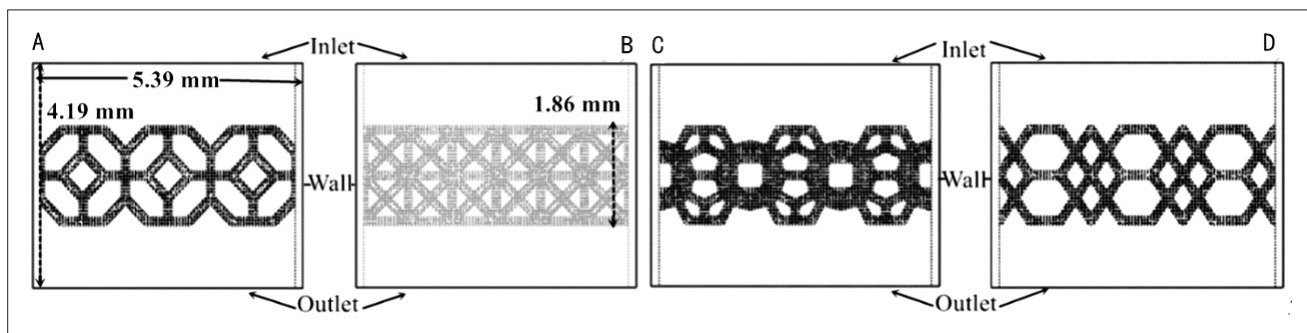 A
Inlet
B
C
Inlet
D
5.39 mm
4.19 mm
1.86 mm
Wall
Wall
Outlet
Outlet